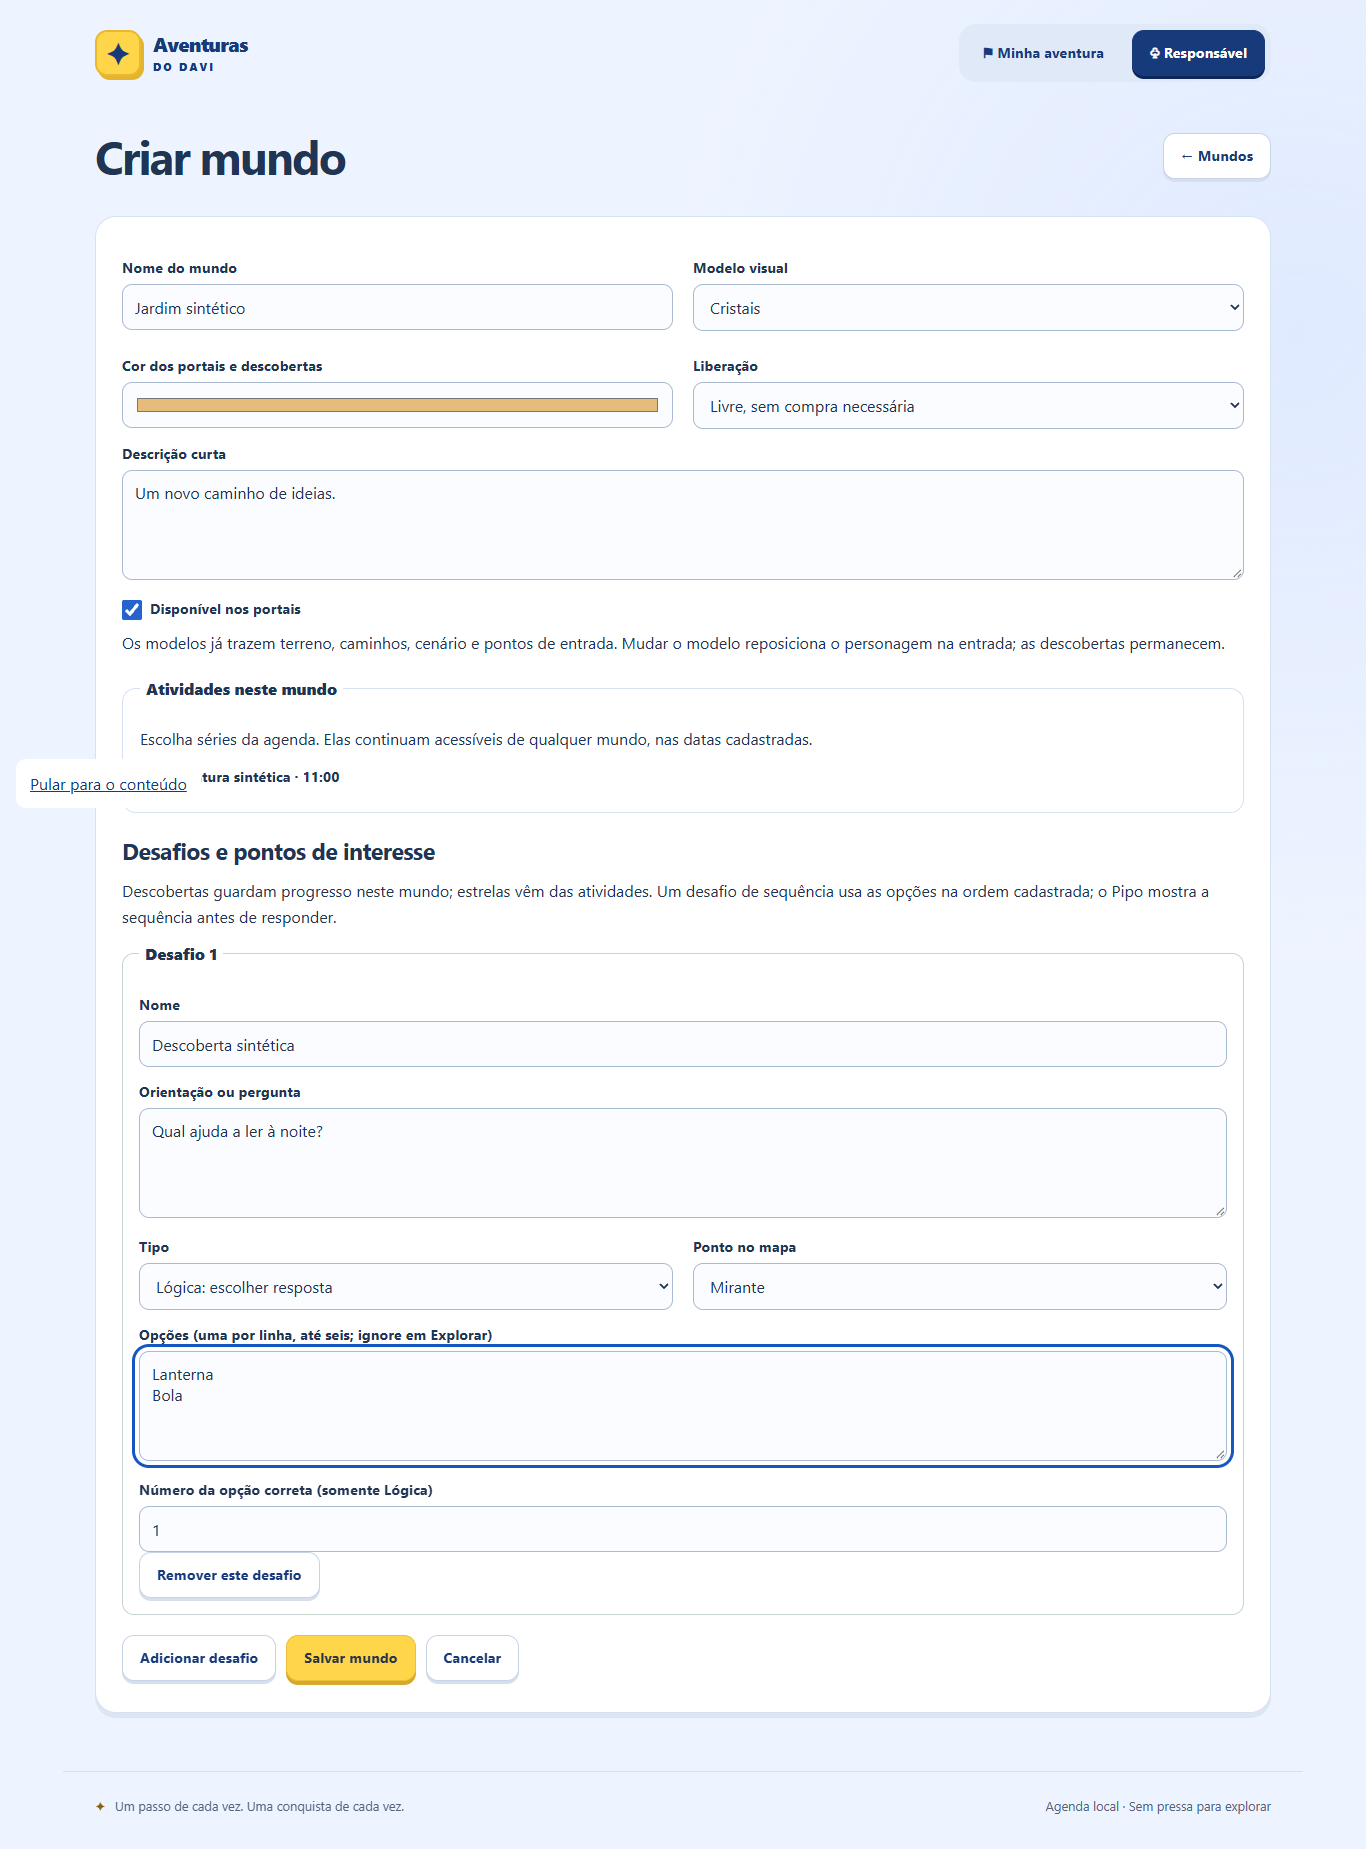 Aventuras
DO DAVI
Minha aventura
Responsável
Criar mundo
← Mundos
Nome do mundo
Modelo visual
Jardim sintético
Cristais
Cor dos portais e descobertas
Liberação
Livre, sem compra necessária
Descrição curta
Um novo caminho de ideias.
Disponível nos portais
Os modelos já trazem terreno, caminhos, cenário e pontos de entrada. Mudar o modelo reposiciona o personagem na entrada; as descobertas permanecem.
Atividades neste mundo
Escolha séries da agenda. Elas continuam acessíveis de qualquer mundo, nas datas cadastradas.
Pular para o conteúdo
tura sintética · 11:00
Desafios e pontos de interesse
Descobertas guardam progresso neste mundo; estrelas vêm das atividades. Um desafio de sequência usa as opções na ordem cadastrada; o Pipo mostra a
sequência antes de responder.
Desafio 1
Nome
Descoberta sintética
Orientação ou pergunta
Qual ajuda a ler à noite?
Tipo
Ponto no mapa
Lógica: escolher resposta
Mirante
Opções (uma por linha, até seis; ignore em Explorar)
Lanterna
Bola
Número da opção correta (somente Lógica)
1
Remover este desafio
Adicionar desafio
Salvar mundo
Cancelar
Um passo de cada vez. Uma conquista de cada vez.
Agenda local · Sem pressa para explorar